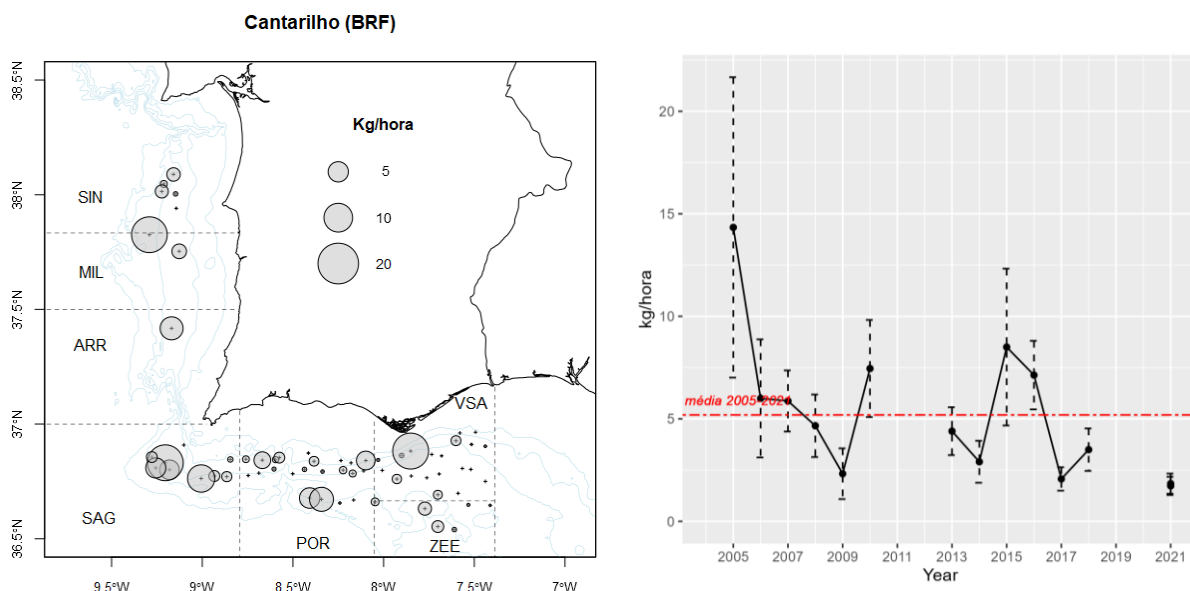 Cantarilho (BRF)
38.5°N
38°N
37.5°N
37°N
36.5°N
Kg/hora
5
10
20
SIN
MIL
ARR
SAG
POR
ZEE
VSA
9.5°W
9°W
8.5°W
8°W
7.5°W
7°W
kg/hora
20
15
10
5
0
média
2005
2007
2009
2011
2013
2015
2017
2019
2021
Year